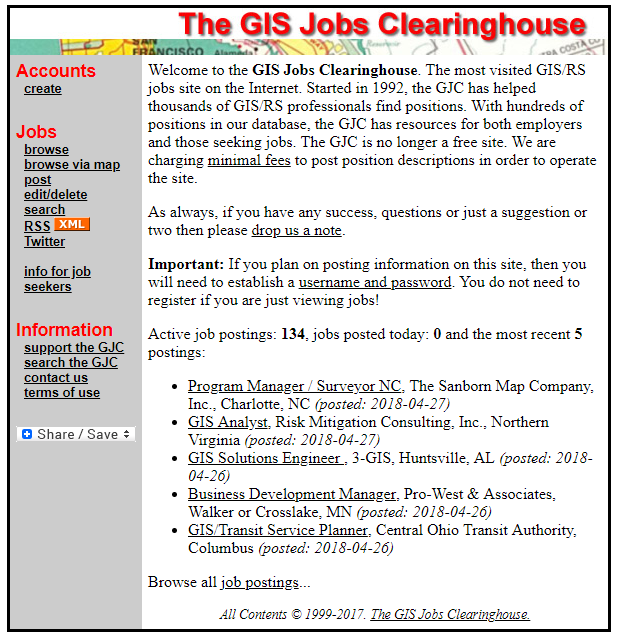 The GIS Jobs Clearinghouse
SAN
FRANCISCO
Alameda
Reservoir
COSTA CO
Accounts
create
Jobs
browse
browse via map
post
edit/delete
search
RSS XML
Twitter
info for job
seekers
Information
support the GJC
search the GJC
contact us
terms of use
Share / Save
Welcome to the GIS Jobs Clearinghouse. The most visited GIS/RS
jobs site on the Internet. Started in 1992, the GJC has helped
thousands of GIS/RS professionals find positions. With hundreds of
positions in our database, the GJC has resources for both employers
and those seeking jobs. The GJC is no longer a free site. We are
charging minimal fees to post position descriptions in order to operate
the site.
As always, if you have any success, questions or just a suggestion or
two then please drop us a note.
Important: If you plan on posting information on this site, then you
will need to establish a username and password. You do not need to
register if you are just viewing jobs!
Active job postings: 134, jobs posted today: 0 and the most recent 5
postings:
• Program Manager / Surveyor NC, The Sanborn Map Company,
Inc., Charlotte, NC (posted: 2018-04-27)
• GIS Analyst, Risk Mitigation Consulting, Inc., Northern
Virginia (posted: 2018-04-27)
• GIS Solutions Engineer , 3-GIS, Huntsville, AL (posted: 2018-
04-26)
• Business Development Manager, Pro-West & Associates,
Walker or Crosslake, MN (posted: 2018-04-26)
• GIS/Transit Service Planner, Central Ohio Transit Authority,
Columbus (posted: 2018-04-26)
Browse all job postings...
All Contents © 1999-2017. The GIS Jobs Clearinghouse.